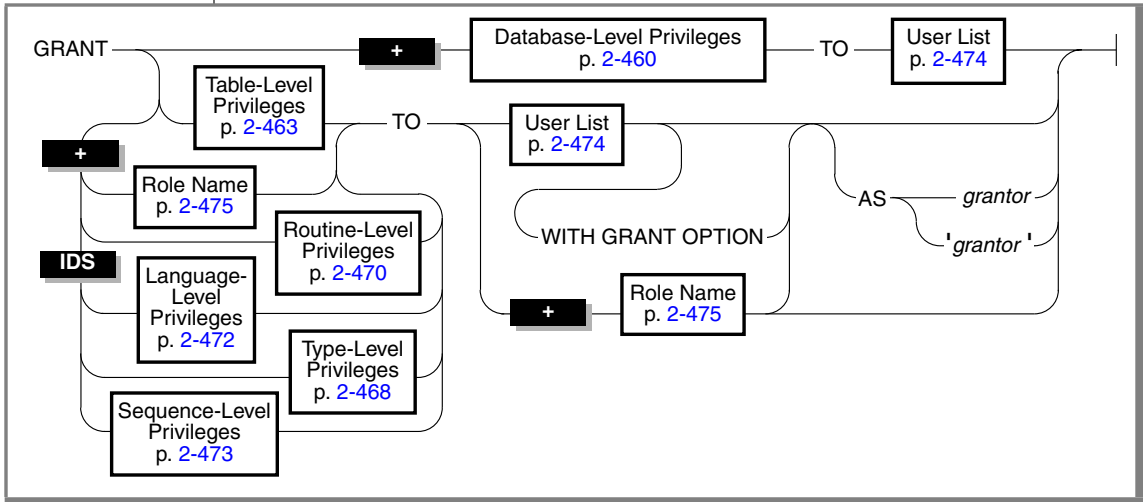 GRANT
+
Database-Level Privileges
p. 2-460
TO
User List
p. 2-474
Table-Level
Privileges
p. 2-463
TO
User List
p. 2-474
+
Role Name
p. 2-475
AS
grantor
'grantor '
WITH GRANT OPTION
Routine-Level
Privileges
p. 2-470
IDS
Language-
Level
Privileges
p. 2-472
+
Role Name
p. 2-475
Type-Level
Privileges
p. 2-468
Sequence-Level
Privileges
p. 2-473